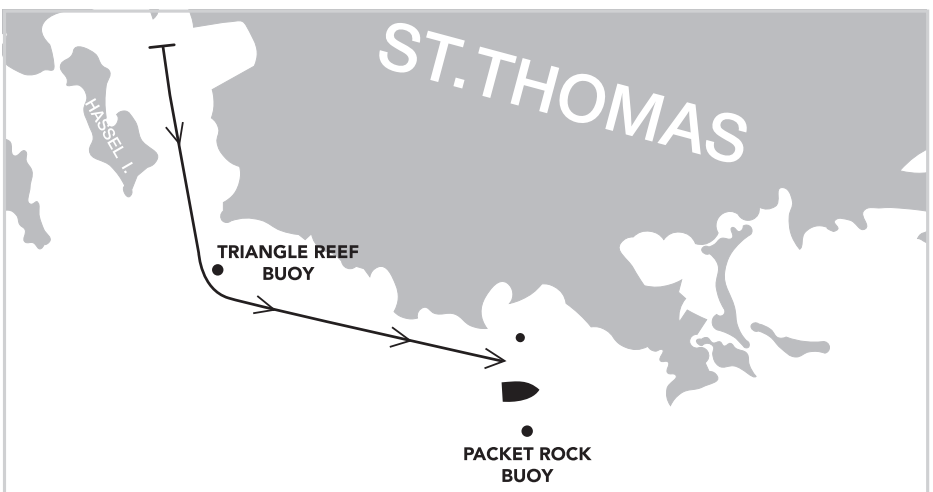 ST.THOMAS
HASSEL I.
TRIANGLE REEF
BUOY
PACKET ROCK
BUOY